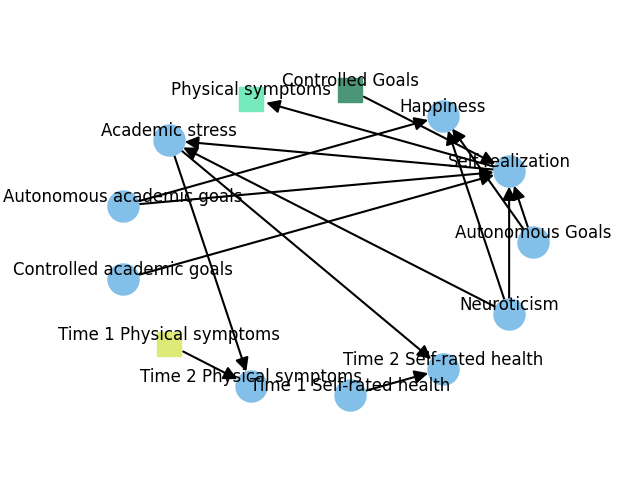 Controlled Goals
Physical symptoms
Happiness
Academic stress
Self-realization
Autonomous academic goals
Autonomous Goals
Controlled academic goals
Neuroticism
Time 1 Physical symptoms
Time 2 Self-rated health
Time 2 Physical symptoms
Time 1 Self-rated health